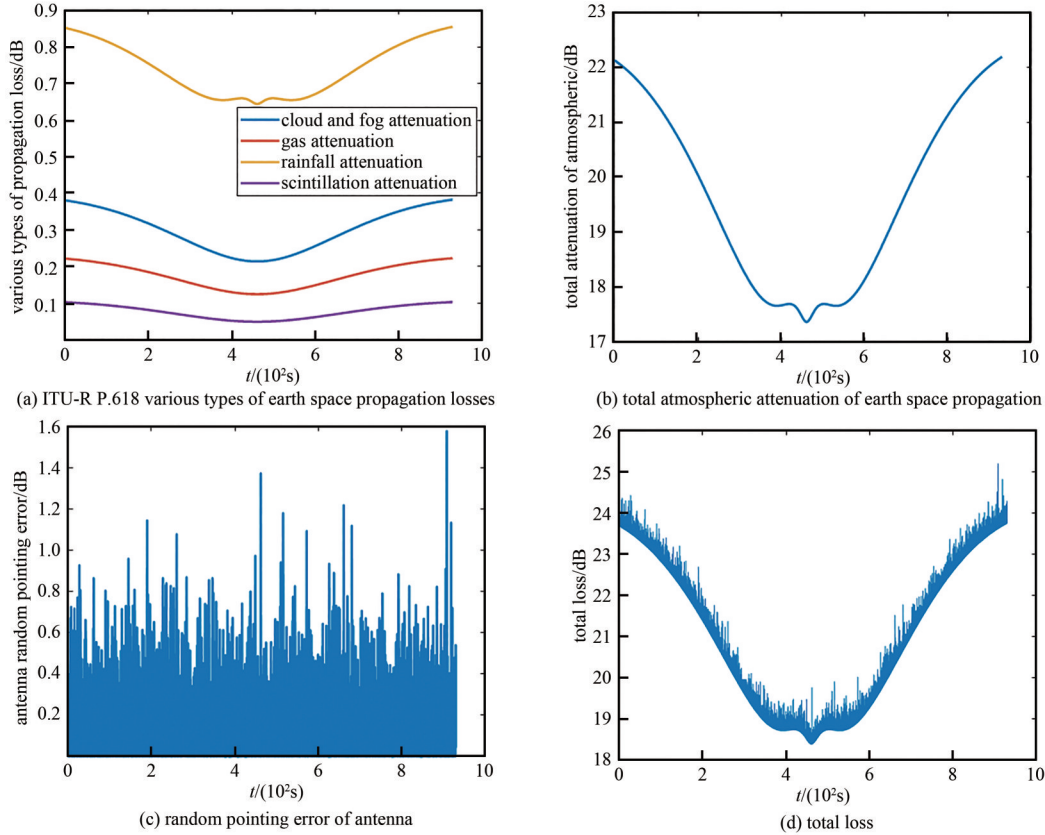 0.9
0.8
0.7
0.6
0.5
0.4
0.3
0.2
0.1
various types of propagation loss/dB
cloud and fog attenuation
gas attenuation
rainfall attenuation
scintillation attenuation
0 2 4 6 8 10
t/(10²s)
(a) ITU-R P.618 various types of earth space propagation losses
23
22
21
20
19
18
17
total attenuation of atmospheric/dB
0 2 4 6 8 10
t/(10²s)
(b) total atmospheric attenuation of earth space propagation
1.6
1.4
1.2
1.0
0.8
0.6
0.4
0.2
antenna random pointing error/dB
0 2 4 6 8 10
t/(10²s)
(c) random pointing error of antenna
26
25
24
23
22
21
20
19
18
total loss/dB
0 2 4 6 8 10
t/(10²s)
(d) total loss